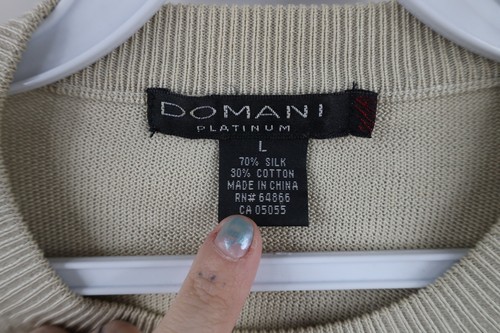 DOMANI
PLATINUM
L
70% SILK
30% COTTON
MADE IN CHINA
RN# 64866
CA 05055